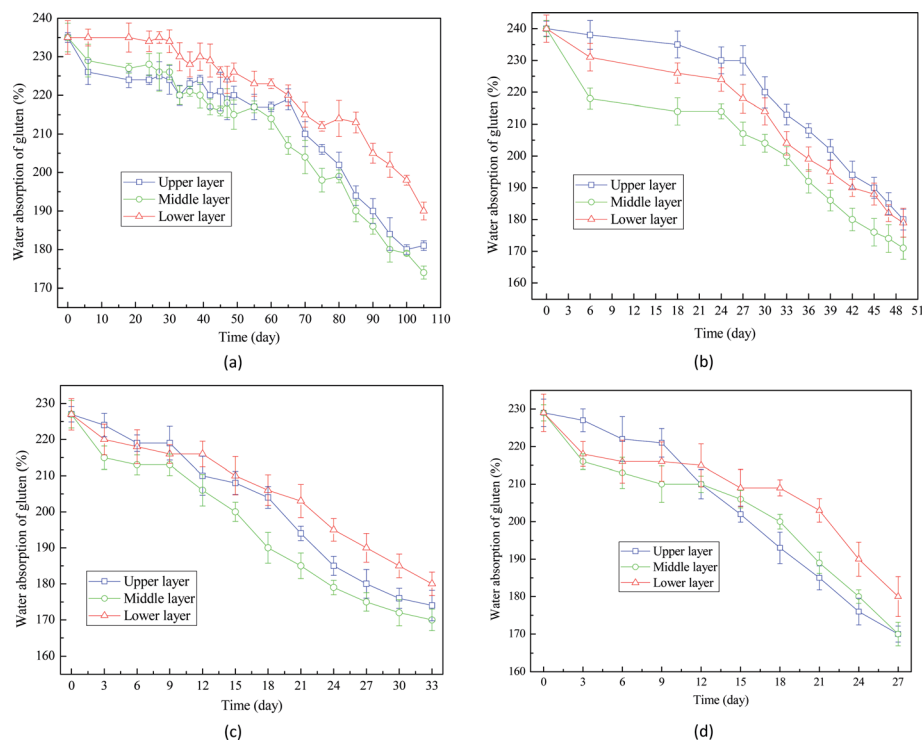 240
230
220
210
200
190
180
170
Water absorption of gluten (%)
Upper layer
Middle layer
Lower layer
0 10 20 30 40 50 60 70 80 90 100 110
Time (day)
(a)
240
230
220
210
200
190
180
170
160
Water absorption of gluten (%)
Upper layer
Middle layer
Lower layer
0 3 6 9 12 15 18 21 24 27 30 33 36 39 42 45 48 51
Time (day)
(b)
230
220
210
200
190
180
170
160
Water absorption of gluten (%)
Upper layer
Middle layer
Lower layer
0 3 6 9 12 15 18 21 24 27 30 33
Time (day)
(c)
230
220
210
200
190
180
170
160
Water absorption of gluten (%)
Upper layer
Middle layer
Lower layer
0 3 6 9 12 15 18 21 24 27
Time (day)
(d)